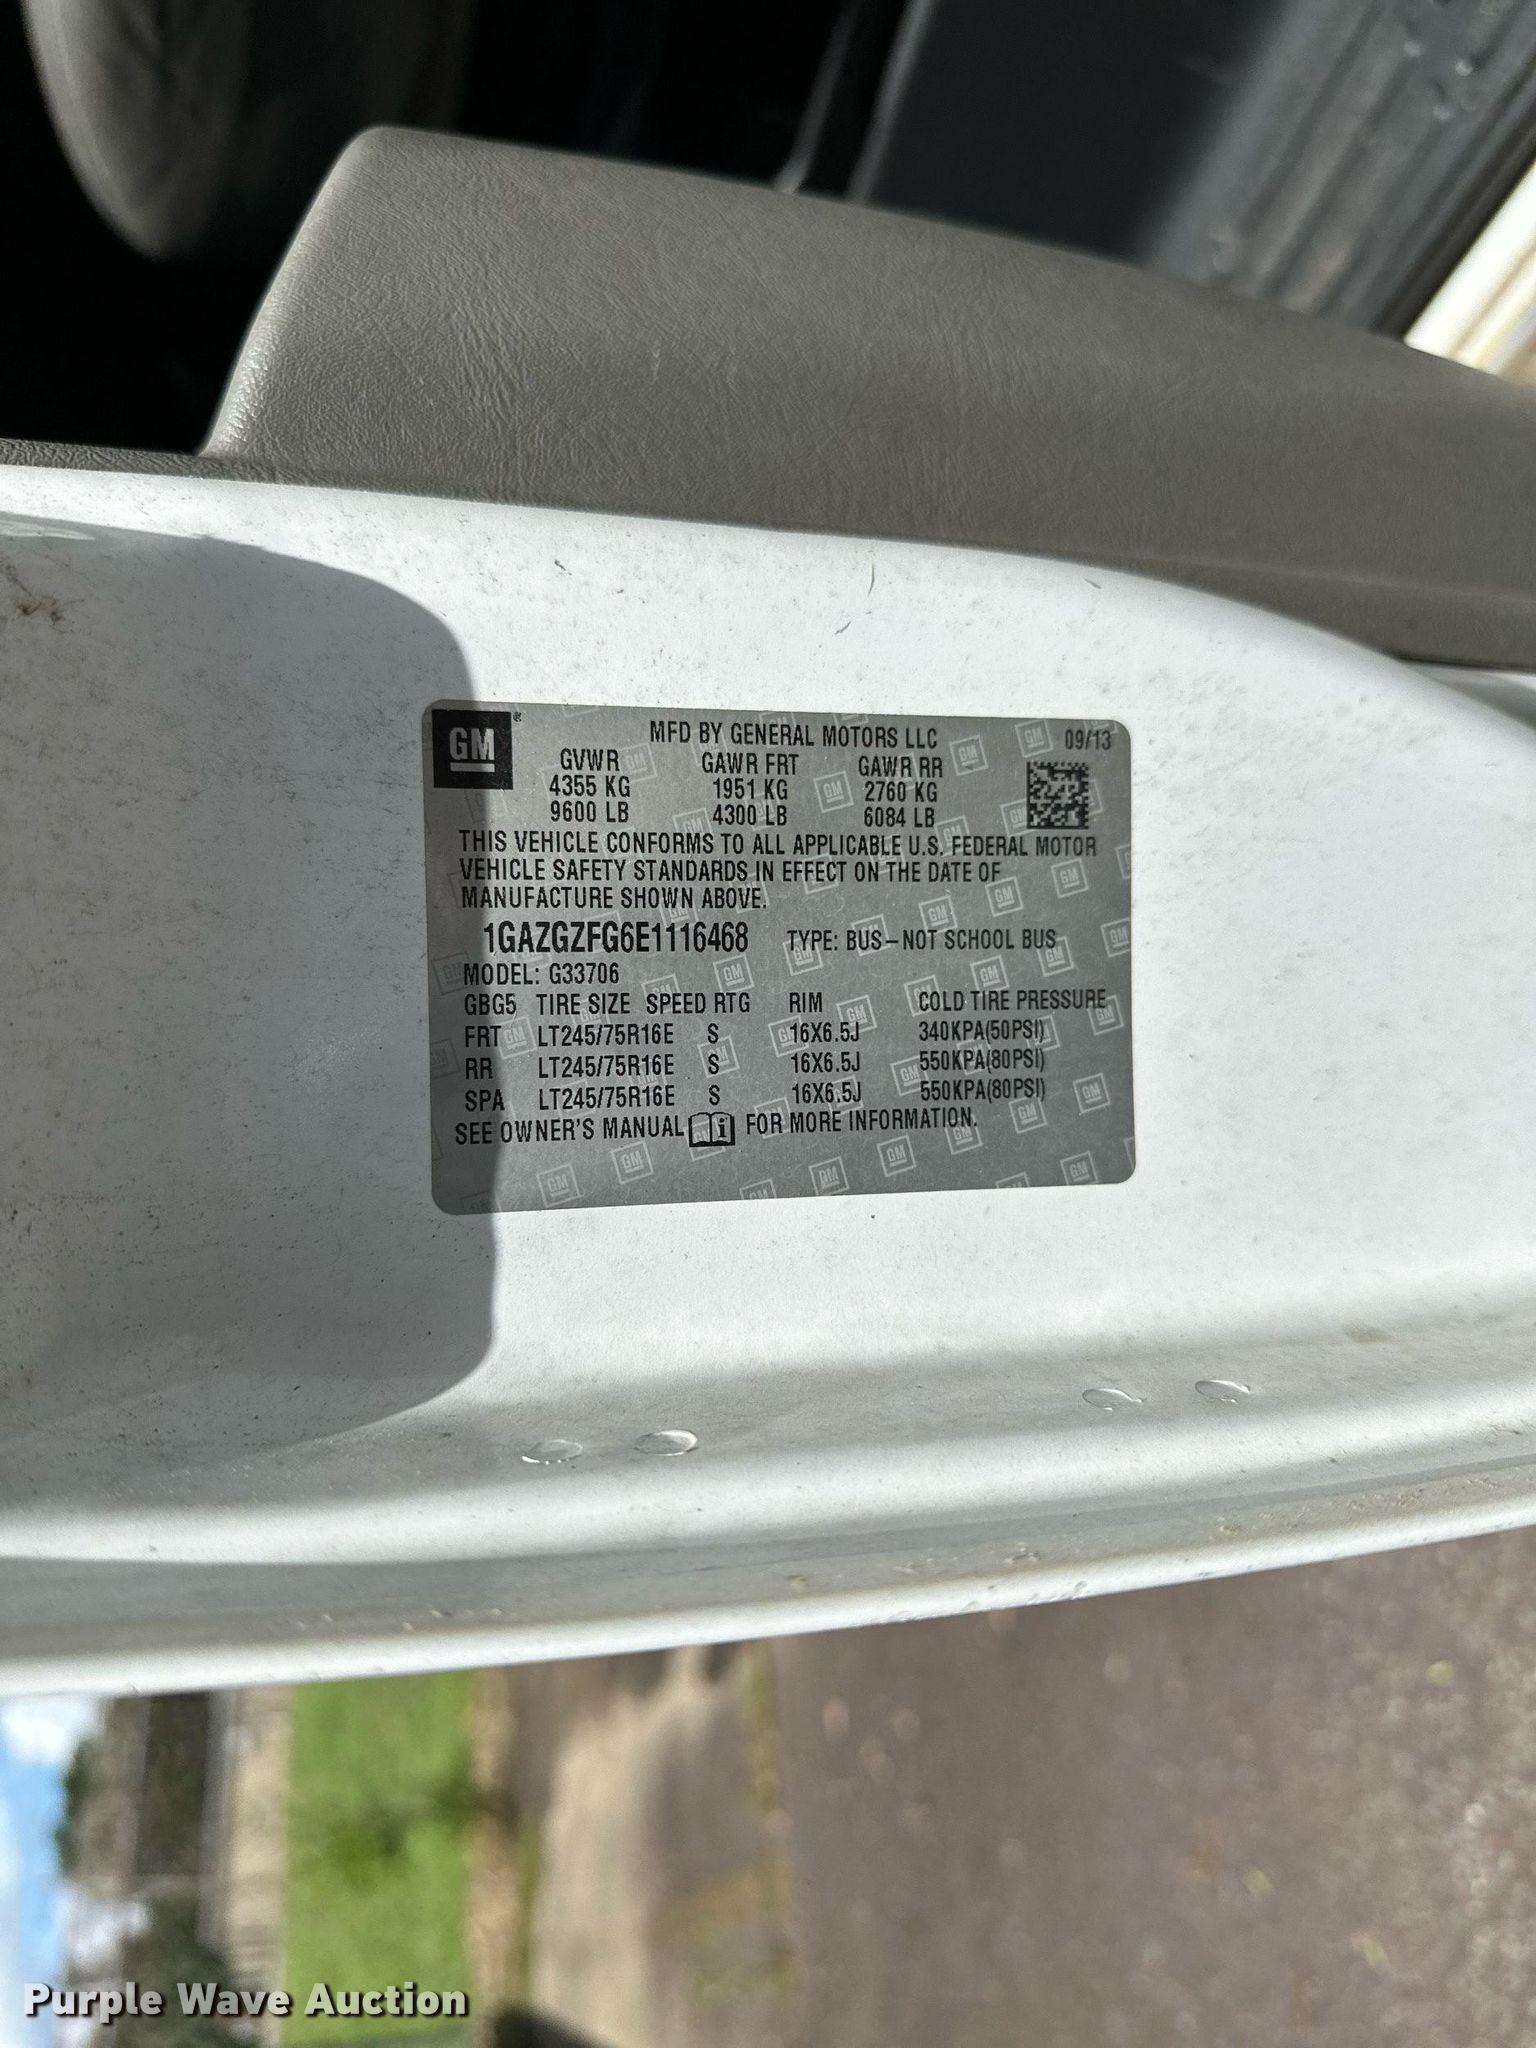 GM
MFD BY GENERAL MOTORS LLC 09/13
GVWR GAWR FRT GAWR RR
4355 KG 1951 KG 2760 KG
9600 LB 4300 LB 6084 LB
THIS VEHICLE CONFORMS TO ALL APPLICABLE U.S. FEDERAL MOTOR
VEHICLE SAFETY STANDARDS IN EFFECT ON THE DATE OF
MANUFACTURE SHOWN ABOVE.
1GAZGZFG6E1116468 TYPE: BUS–NOT SCHOOL BUS
MODEL: G33706
GBG5 TIRE SIZE SPEED RTG RIM COLD TIRE PRESSURE
FRT LT245/75R16E S 16X6.5J 340KPA(50PSI)
RR LT245/75R16E S 16X6.5J 550KPA(80PSI)
SPA LT245/75R16E S 16X6.5J 550KPA(80PSI)
SEE OWNER'S MANUAL i FOR MORE INFORMATION.
Purple Wave Auction